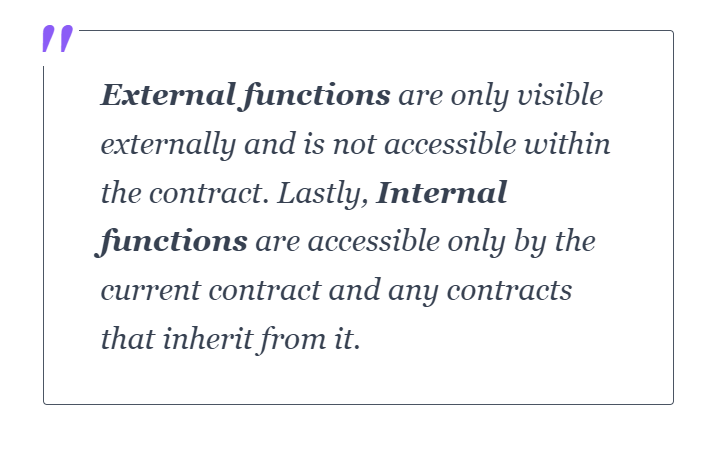 "
External functions are only visible
externally and is not accessible within
the contract. Lastly, Internal
functions are accessible only by the
current contract and any contracts
that inherit from it.